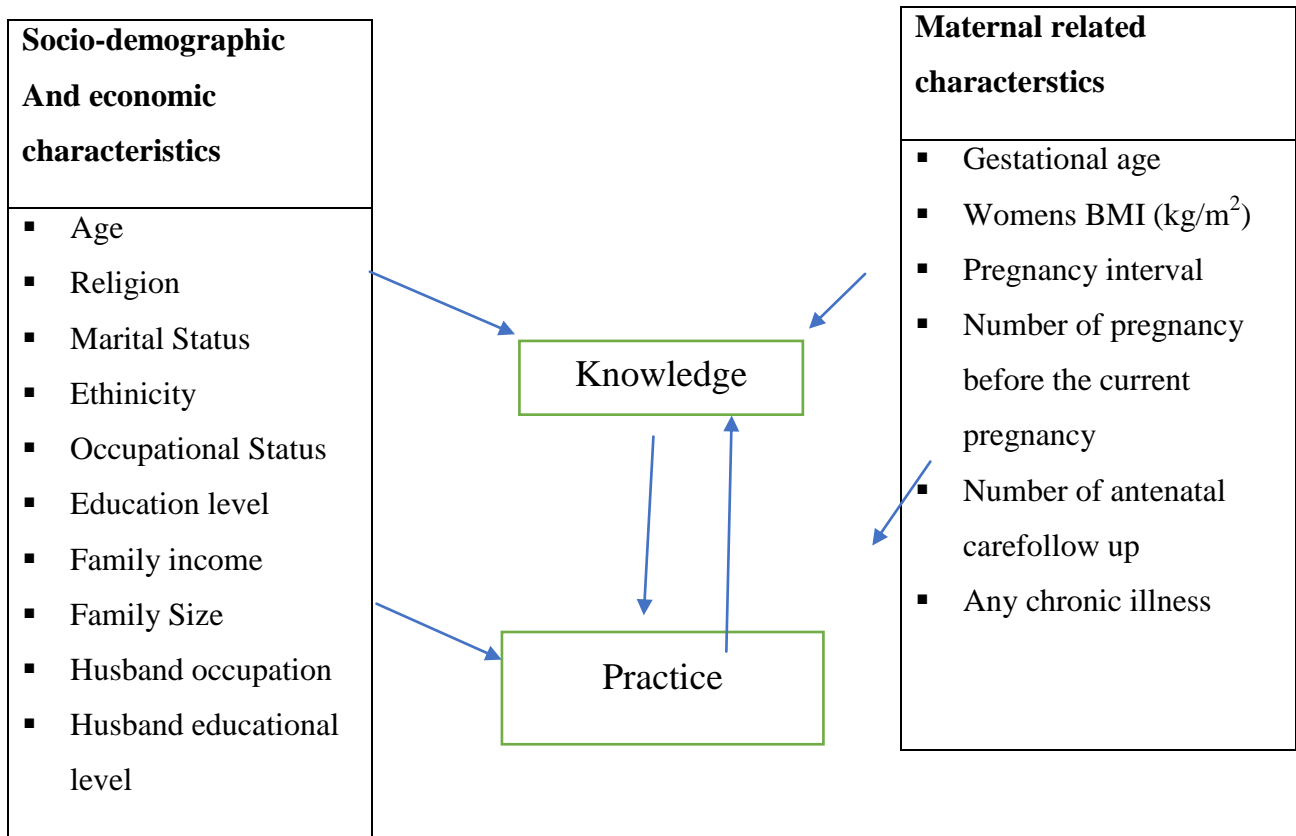 Socio-demographic
And economic
characteristics
▪ Age
▪ Religion
▪ Marital Status
▪ Ethinicity
▪ Occupational Status
▪ Education level
▪ Family income
▪ Family Size
▪ Husband occupation
▪ Husband educational
level
Knowledge
Practice
Maternal related
characterstics
▪ Gestational age
▪ Womens BMI (kg/m²)
▪ Pregnancy interval
▪ Number of pregnancy
before the current
pregnancy
▪ Number of antenatal
carefollow up
▪ Any chronic illness